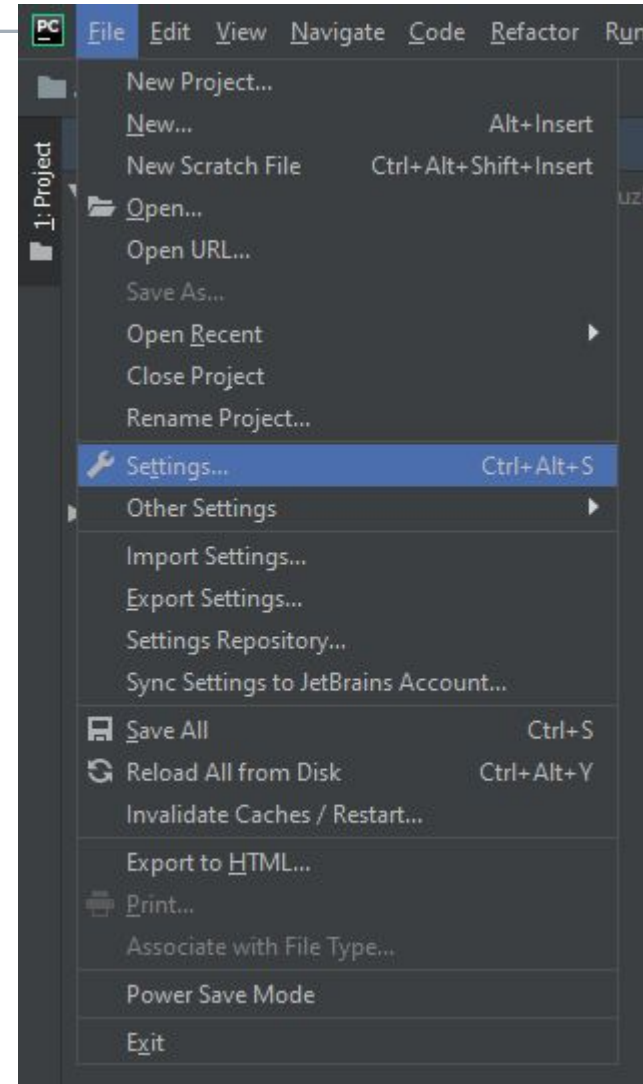 PC File Edit View Navigate Code Refactor Run
1: Project
New Project...
New... Alt+Insert
New Scratch File Ctrl+Alt+Shift+Insert
Open...
Open URL...
Save As...
Open Recent
Close Project
Rename Project...
Settings... Ctrl+Alt+S
Other Settings
Import Settings...
Export Settings...
Settings Repository...
Sync Settings to JetBrains Account...
Save All Ctrl+S
Reload All from Disk Ctrl+Alt+Y
Invalidate Caches / Restart...
Export to HTML...
Print...
Associate with File Type...
Power Save Mode
Exit